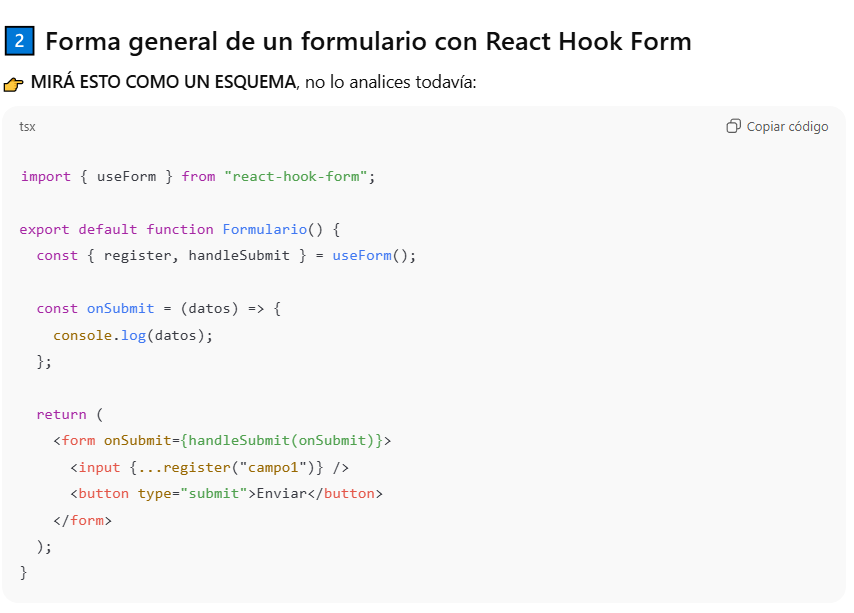 2 Forma general de un formulario con React Hook Form
👉 MIRÁ ESTO COMO UN ESQUEMA, no lo analices todavía:
tsx
Copiar código
import { useForm } from "react-hook-form";
export default function Formulario() {
  const { register, handleSubmit } = useForm();
  const onSubmit = (datos) => {
    console.log(datos);
  };
  return (
    <form onSubmit={handleSubmit(onSubmit)}>
      <input {...register("campo1")} />
      <button type="submit">Enviar</button>
    </form>
  );
}